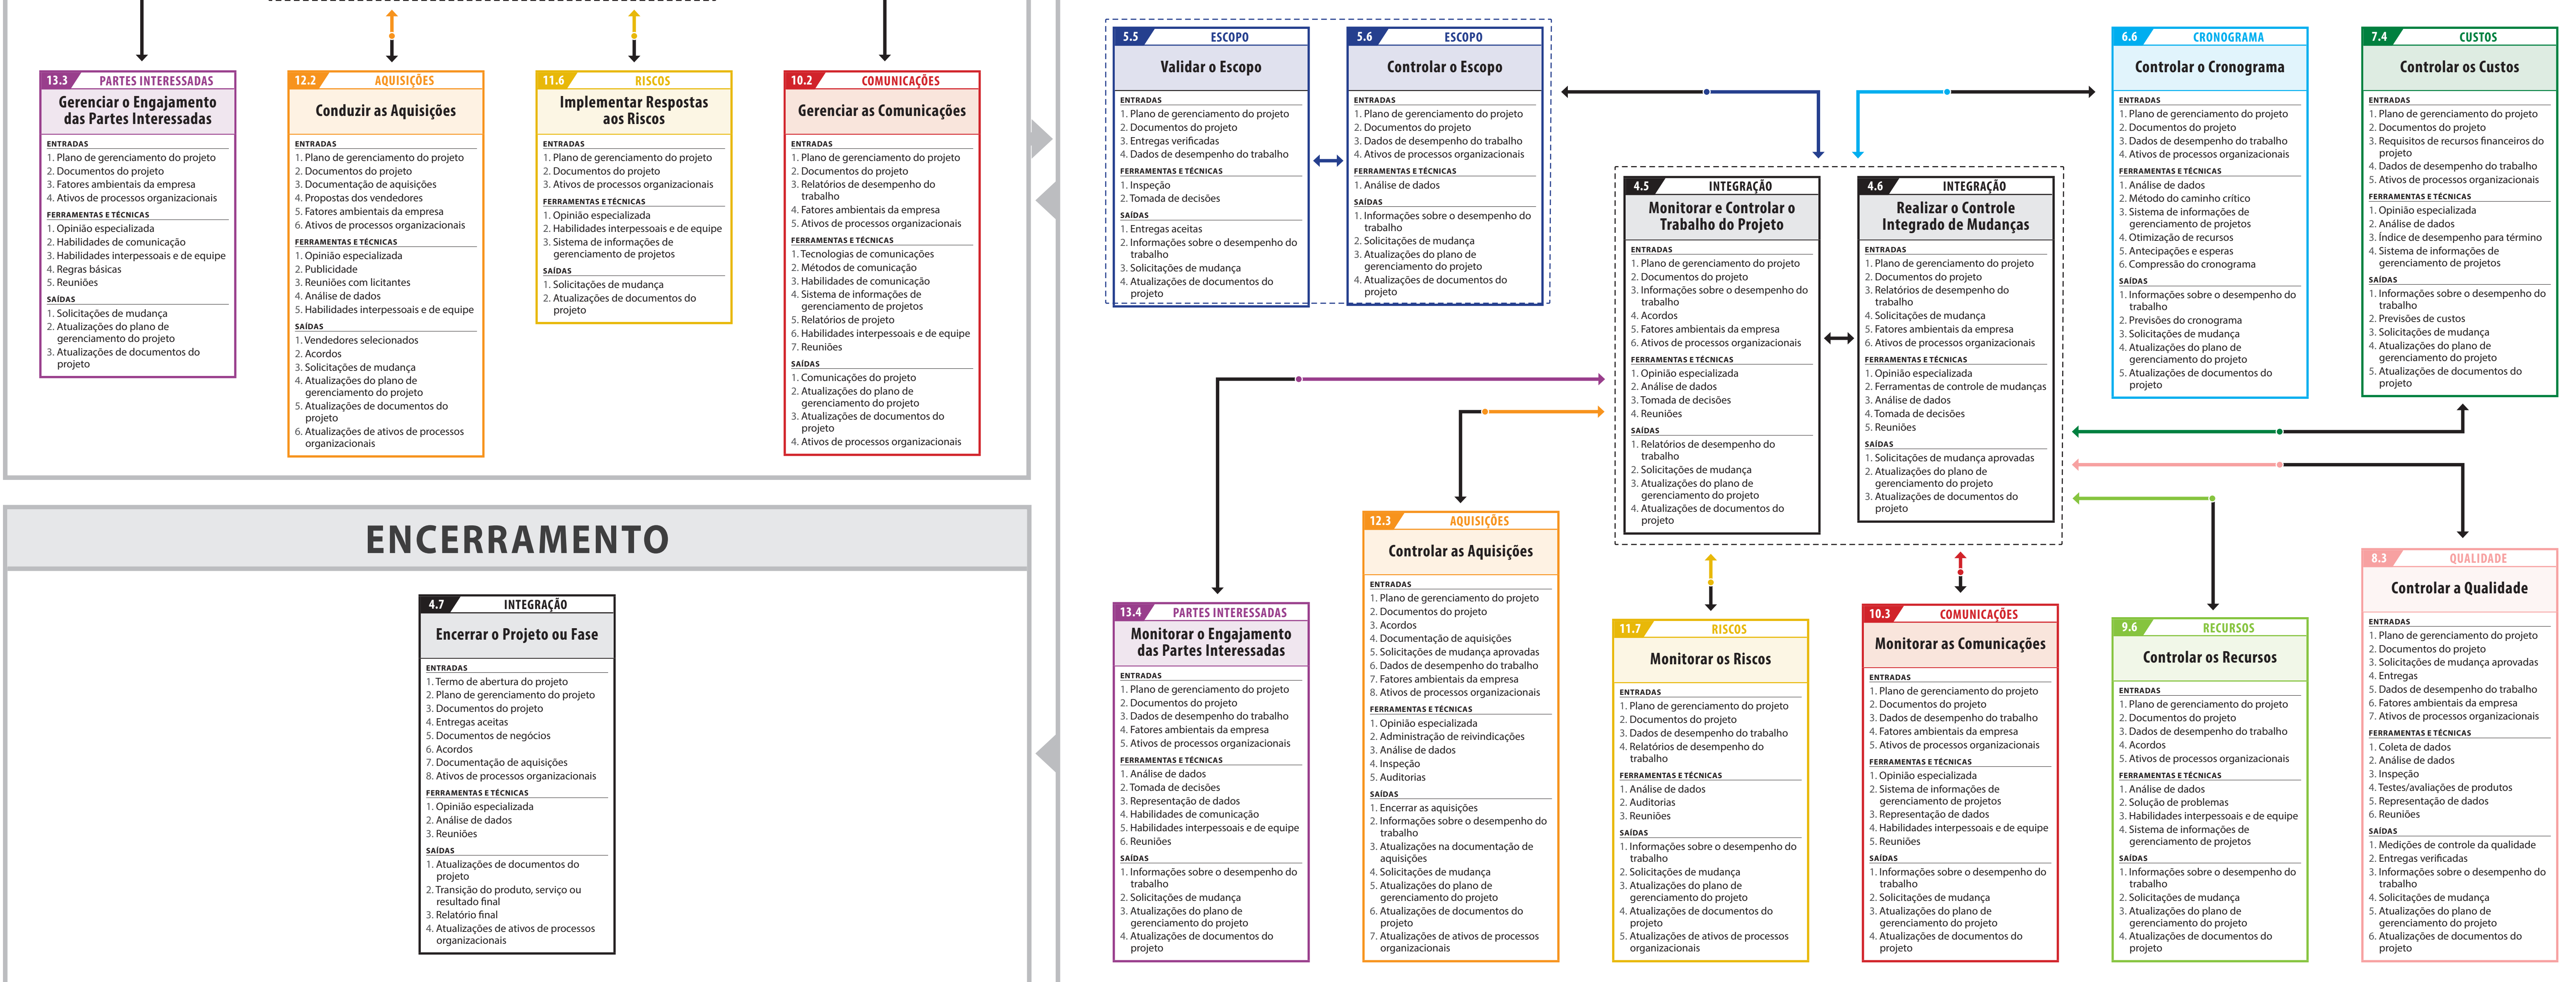 13.3 PARTES INTERESSADAS
Gerenciar o Engajamento
das Partes Interessadas
ENTRADAS
1. Plano de gerenciamento do projeto
2. Documentos do projeto
3. Fatores ambientais da empresa
4. Ativos de processos organizacionais
FERRAMENTAS E TÉCNICAS
1. Opinião especializada
2. Habilidades de comunicação
3. Habilidades interpessoais e de equipe
4. Regras básicas
5. Reuniões
SAÍDAS
1. Solicitações de mudança
2. Atualizações do plano de
gerenciamento do projeto
3. Atualizações de documentos do
projeto
12.2 AQUISIÇÕES
Conduzir as Aquisições
ENTRADAS
1. Plano de gerenciamento do projeto
2. Documentos do projeto
3. Documentação de aquisições
4. Propostas dos vendedores
5. Fatores ambientais da empresa
6. Ativos de processos organizacionais
FERRAMENTAS E TÉCNICAS
1. Opinião especializada
2. Publicidade
3. Reuniões com licitantes
4. Análise de dados
5. Habilidades interpessoais e de equipe
SAÍDAS
1. Vendedores selecionados
2. Acordos
3. Solicitações de mudança
4. Atualizações do plano de
gerenciamento do projeto
5. Atualizações de documentos do
projeto
6. Atualizações de ativos de processos
organizacionais
11.6 RISCOS
Implementar Respostas
aos Riscos
ENTRADAS
1. Plano de gerenciamento do projeto
2. Documentos do projeto
3. Ativos de processos organizacionais
FERRAMENTAS E TÉCNICAS
1. Opinião especializada
2. Habilidades interpessoais e de equipe
3. Sistema de informações de
gerenciamento de projetos
SAÍDAS
1. Solicitações de mudança
2. Atualizações de documentos do
projeto
10.2 COMUNICAÇÕES
Gerenciar as Comunicações
ENTRADAS
1. Plano de gerenciamento do projeto
2. Documentos do projeto
3. Relatórios de desempenho do
trabalho
4. Fatores ambientais da empresa
5. Ativos de processos organizacionais
FERRAMENTAS E TÉCNICAS
1. Tecnologias de comunicações
2. Métodos de comunicação
3. Habilidades de comunicação
4. Sistema de informações de
gerenciamento de projetos
5. Relatórios de projeto
6. Habilidades interpessoais e de equipe
7. Reuniões
SAÍDAS
1. Comunicações do projeto
2. Atualizações do plano de
gerenciamento do projeto
3. Atualizações de documentos do
projeto
4. Ativos de processos organizacionais
ENCERRAMENTO
4.7 INTEGRAÇÃO
Encerrar o Projeto ou Fase
ENTRADAS
1. Termo de abertura do projeto
2. Plano de gerenciamento do projeto
3. Documentos do projeto
4. Entregas aceitas
5. Documentos de negócios
6. Acordos
7. Documentação de aquisições
8. Ativos de processos organizacionais
FERRAMENTAS E TÉCNICAS
1. Opinião especializada
2. Análise de dados
3. Reuniões
SAÍDAS
1. Atualizações de documentos do
projeto
2. Transição do produto, serviço ou
resultado final
3. Relatório final
4. Atualizações de ativos de processos
organizacionais
5.5 ESCOPO
Validar o Escopo
ENTRADAS
1. Plano de gerenciamento do projeto
2. Documentos do projeto
3. Entregas verificadas
4. Dados de desempenho do trabalho
FERRAMENTAS E TÉCNICAS
1. Inspeção
2. Tomada de decisões
SAÍDAS
1. Entregas aceitas
2. Informações sobre o desempenho do
trabalho
3. Solicitações de mudança
4. Atualizações de documentos do
projeto
5.6 ESCOPO
Controlar o Escopo
ENTRADAS
1. Plano de gerenciamento do projeto
2. Documentos do projeto
3. Dados de desempenho do trabalho
4. Ativos de processos organizacionais
FERRAMENTAS E TÉCNICAS
1. Análise de dados
SAÍDAS
1. Informações sobre o desempenho do
trabalho
2. Solicitações de mudança
3. Atualizações do plano de
gerenciamento do projeto
4. Atualizações de documentos do
projeto
4.5 INTEGRAÇÃO
Monitorar e Controlar o
Trabalho do Projeto
ENTRADAS
1. Plano de gerenciamento do projeto
2. Documentos do projeto
3. Informações sobre o desempenho do
trabalho
4. Acordos
5. Fatores ambientais da empresa
6. Ativos de processos organizacionais
FERRAMENTAS E TÉCNICAS
1. Opinião especializada
2. Análise de dados
3. Tomada de decisões
4. Reuniões
SAÍDAS
1. Relatórios de desempenho do
trabalho
2. Solicitações de mudança
3. Atualizações do plano de
gerenciamento do projeto
4. Atualizações de documentos do
projeto
4.6 INTEGRAÇÃO
Realizar o Controle
Integrado de Mudanças
ENTRADAS
1. Plano de gerenciamento do projeto
2. Documentos do projeto
3. Relatórios de desempenho do
trabalho
4. Solicitações de mudança
5. Fatores ambientais da empresa
6. Ativos de processos organizacionais
FERRAMENTAS E TÉCNICAS
1. Opinião especializada
2. Ferramentas de controle de mudanças
3. Análise de dados
4. Tomada de decisões
5. Reuniões
SAÍDAS
1. Solicitações de mudança aprovadas
2. Atualizações do plano de
gerenciamento do projeto
3. Atualizações de documentos do
projeto
6.6 CRONOGRAMA
Controlar o Cronograma
ENTRADAS
1. Plano de gerenciamento do projeto
2. Documentos do projeto
3. Dados de desempenho do trabalho
4. Ativos de processos organizacionais
FERRAMENTAS E TÉCNICAS
1. Análise de dados
2. Método do caminho crítico
3. Sistema de informações de
gerenciamento de projetos
4. Otimização de recursos
5. Antecipações e esperas
6. Compressão do cronograma
SAÍDAS
1. Informações sobre o desempenho do
trabalho
2. Previsões do cronograma
3. Solicitações de mudança
4. Atualizações do plano de
gerenciamento do projeto
5. Atualizações de documentos do
projeto
7.4 CUSTOS
Controlar os Custos
ENTRADAS
1. Plano de gerenciamento do projeto
2. Documentos do projeto
3. Requisitos de recursos financeiros do
projeto
4. Dados de desempenho do trabalho
5. Ativos de processos organizacionais
FERRAMENTAS E TÉCNICAS
1. Opinião especializada
2. Análise de dados
3. Índice de desempenho para término
4. Sistema de informações de
gerenciamento de projetos
SAÍDAS
1. Informações sobre o desempenho do
trabalho
2. Previsões de custos
3. Solicitações de mudança
4. Atualizações do plano de
gerenciamento do projeto
5. Atualizações de documentos do
projeto
13.4 PARTES INTERESSADAS
Monitorar o Engajamento
das Partes Interessadas
ENTRADAS
1. Plano de gerenciamento do projeto
2. Documentos do projeto
3. Dados de desempenho do trabalho
4. Fatores ambientais da empresa
5. Ativos de processos organizacionais
FERRAMENTAS E TÉCNICAS
1. Análise de dados
2. Tomada de decisões
3. Representação de dados
4. Habilidades de comunicação
5. Habilidades interpessoais e de equipe
6. Reuniões
SAÍDAS
1. Informações sobre o desempenho do
trabalho
2. Solicitações de mudança
3. Atualizações do plano de
gerenciamento do projeto
4. Atualizações de documentos do
projeto
12.3 AQUISIÇÕES
Controlar as Aquisições
ENTRADAS
1. Plano de gerenciamento do projeto
2. Documentos do projeto
3. Acordos
4. Documentação de aquisições
5. Solicitações de mudança aprovadas
6. Dados de desempenho do trabalho
7. Fatores ambientais da empresa
8. Ativos de processos organizacionais
FERRAMENTAS E TÉCNICAS
1. Opinião especializada
2. Administração de reivindicações
3. Análise de dados
4. Inspeção
5. Auditorias
SAÍDAS
1. Encerrar as aquisições
2. Informações sobre o desempenho do
trabalho
3. Atualizações na documentação de
aquisições
4. Solicitações de mudança
5. Atualizações do plano de
gerenciamento do projeto
6. Atualizações de documentos do
projeto
7. Atualizações de ativos de processos
organizacionais
11.7 RISCOS
Monitorar os Riscos
ENTRADAS
1. Plano de gerenciamento do projeto
2. Documentos do projeto
3. Dados de desempenho do trabalho
4. Relatórios de desempenho do
trabalho
FERRAMENTAS E TÉCNICAS
1. Análise de dados
2. Auditorias
3. Reuniões
SAÍDAS
1. Informações sobre o desempenho do
trabalho
2. Solicitações de mudança
3. Atualizações do plano de
gerenciamento do projeto
4. Atualizações de documentos do
projeto
5. Atualizações de ativos de processos
organizacionais
10.3 COMUNICAÇÕES
Monitorar as Comunicações
ENTRADAS
1. Plano de gerenciamento do projeto
2. Documentos do projeto
3. Dados de desempenho do trabalho
4. Fatores ambientais da empresa
5. Ativos de processos organizacionais
FERRAMENTAS E TÉCNICAS
1. Opinião especializada
2. Sistema de informações de
gerenciamento de projetos
3. Representação de dados
4. Habilidades interpessoais e de equipe
5. Reuniões
SAÍDAS
1. Informações sobre o desempenho do
trabalho
2. Solicitações de mudança
3. Atualizações do plano de
gerenciamento do projeto
4. Atualizações de documentos do
projeto
9.6 RECURSOS
Controlar os Recursos
ENTRADAS
1. Plano de gerenciamento do projeto
2. Documentos do projeto
3. Dados de desempenho do trabalho
4. Acordos
5. Ativos de processos organizacionais
FERRAMENTAS E TÉCNICAS
1. Análise de dados
2. Solução de problemas
3. Habilidades interpessoais e de equipe
4. Sistema de informações de
gerenciamento de projetos
SAÍDAS
1. Informações sobre o desempenho do
trabalho
2. Solicitações de mudança
3. Atualizações do plano de
gerenciamento do projeto
4. Atualizações de documentos do
projeto
8.3 QUALIDADE
Controlar a Qualidade
ENTRADAS
1. Plano de gerenciamento do projeto
2. Documentos do projeto
3. Solicitações de mudança aprovadas
4. Entregas
5. Dados de desempenho do trabalho
6. Fatores ambientais da empresa
7. Ativos de processos organizacionais
FERRAMENTAS E TÉCNICAS
1. Coleta de dados
2. Análise de dados
3. Inspeção
4. Testes/avaliações de produtos
5. Representação de dados
6. Reuniões
SAÍDAS
1. Medições de controle da qualidade
2. Entregas verificadas
3. Informações sobre o desempenho do
trabalho
4. Solicitações de mudança
5. Atualizações do plano de
gerenciamento do projeto
6. Atualizações de documentos do
projeto